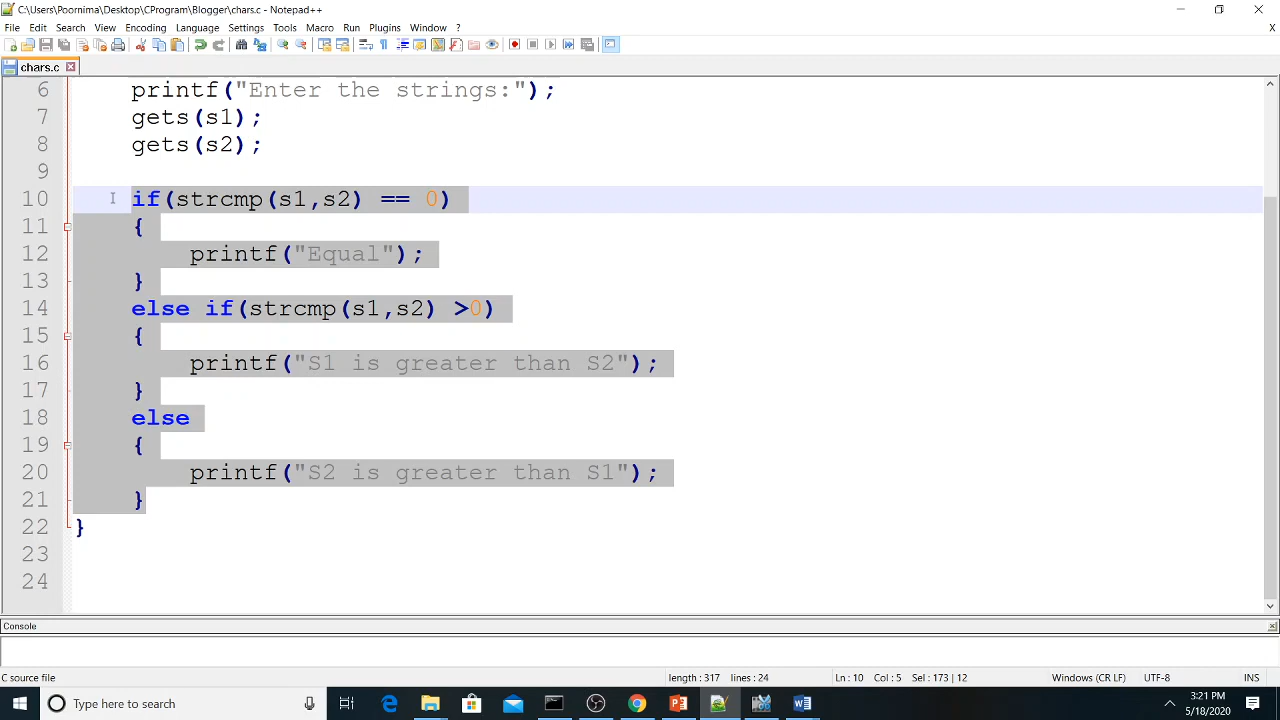 C:\Users\Poornima\Desktop\CProgram\Blogger\chars.c - Notepad++
File Edit Search View Encoding Language Settings Tools Macro Run Plugins Window ?
X
chars.c
6 printf("Enter the strings:");
7 gets(s1);
8 gets(s2);
9
10 if(strcmp(s1,s2) == 0)
11 {
12 printf("Equal");
13 }
14 else if(strcmp(s1,s2) >0)
15 {
16 printf("S1 is greater than S2");
17 }
18 else
19 {
20 printf("S2 is greater than S1");
21 }
22 }
23
24
Console
C source file length : 317 lines : 24 Ln : 10 Col : 5 Sel : 173 | 12 Windows (CR LF) UTF-8 INS
Type here to search
3:21 PM
5/18/2020